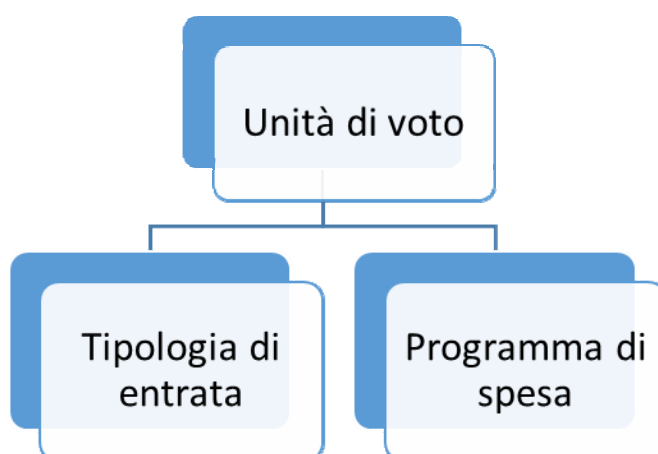 Unità di voto
Tipologia di
entrata
Programma di
spesa